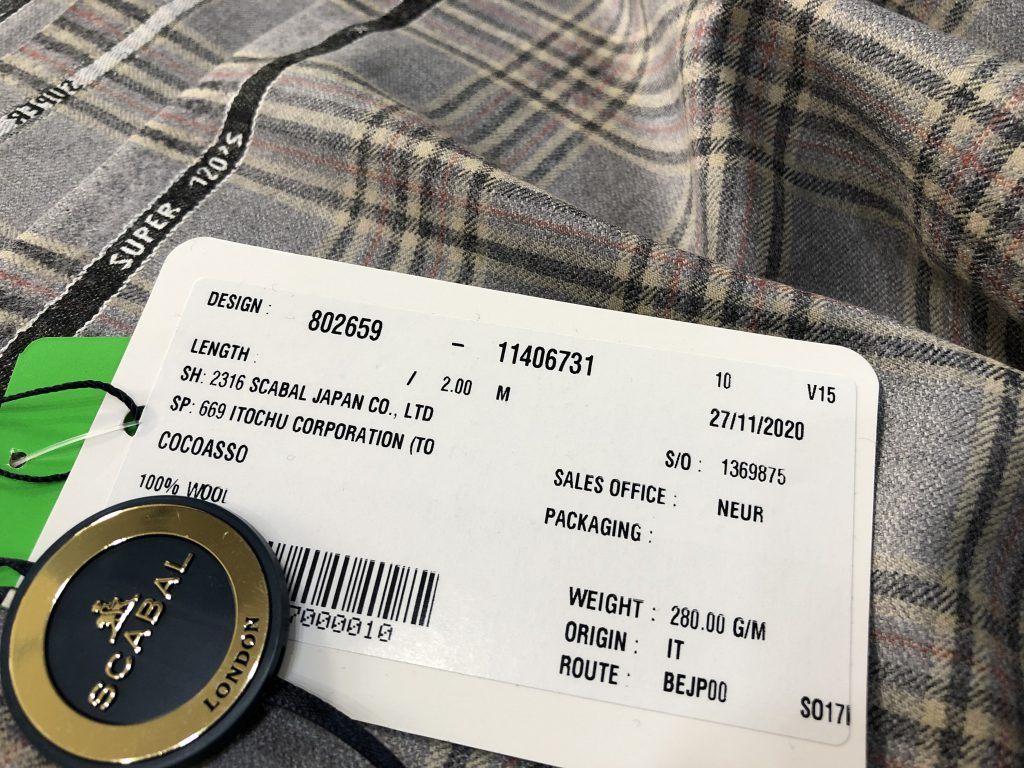 SUPER
SUPER 120'S
DESIGN : 802659 - 11406731 10 V15
LENGTH : / 2.00 M 27/11/2020
SH: 2316 SCABAL JAPAN CO., LTD
SP: 669 ITOCHU CORPORATION (TO S/O : 1369875
COCOASSO SALES OFFICE : NEUR
100% WOOL PACKAGING :
7000010
WEIGHT : 280.00 G/M
ORIGIN : IT
ROUTE : BEJP00
S017
SCABAL
LONDON